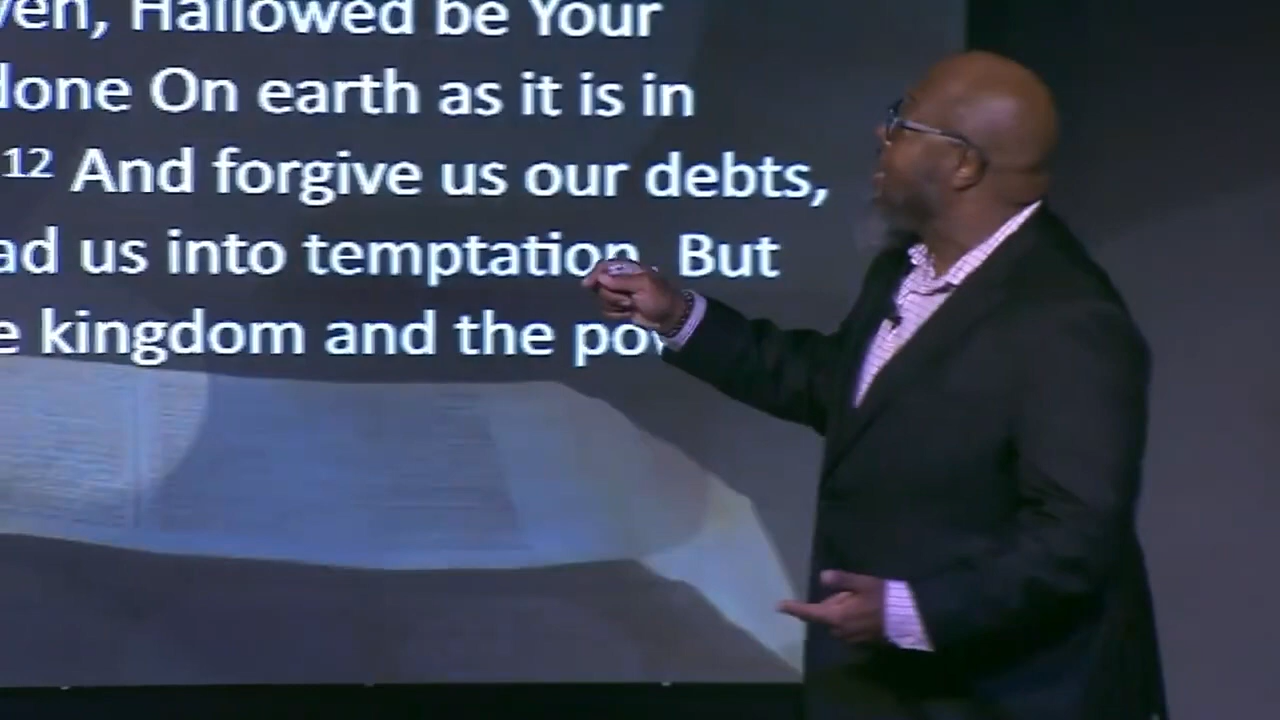 ven, Hallowed be Your
done On earth as it is in
12 And forgive us our debts,
ad us into temptation. But
e kingdom and the pow